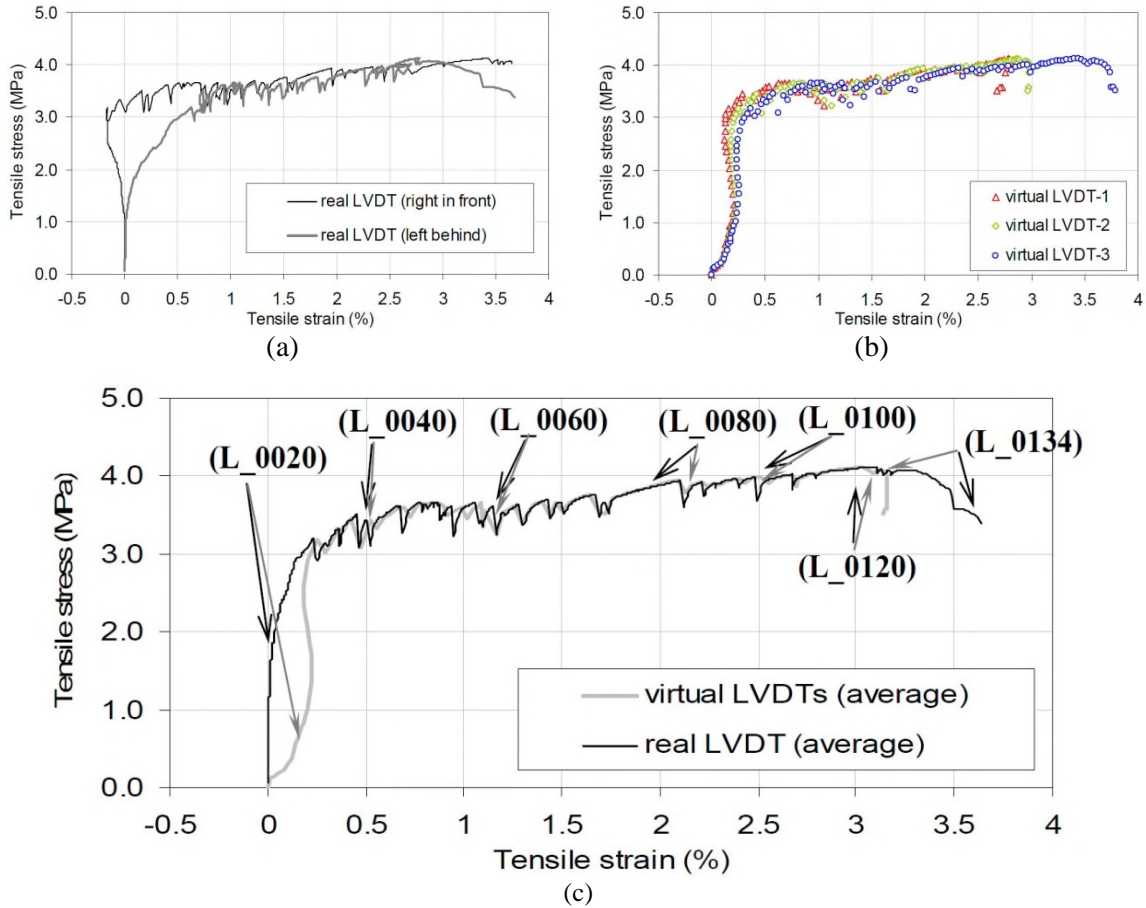 5.0
4.0
3.0
2.0
1.0
0.0
Tensile stress (MPa)
-0.5 0 0.5 1 1.5 2 2.5 3 3.5 4
Tensile strain (%)
real LVDT (right in front)
real LVDT (left behind)
(a)
5.0
4.0
3.0
2.0
1.0
0.0
Tensile stress (MPa)
-0.5 0 0.5 1 1.5 2 2.5 3 3.5 4
Tensile strain (%)
virtual LVDT-1
virtual LVDT-2
virtual LVDT-3
(b)
5.0
4.0
3.0
2.0
1.0
0.0
Tensile stress (MPa)
(L_0020)
(L_0040)
(L_0060)
(L_0080)
(L_0100)
(L_0134)
(L_0120)
virtual LVDTs (average)
real LVDT (average)
-0.5 0 0.5 1 1.5 2 2.5 3 3.5 4
Tensile strain (%)
(c)